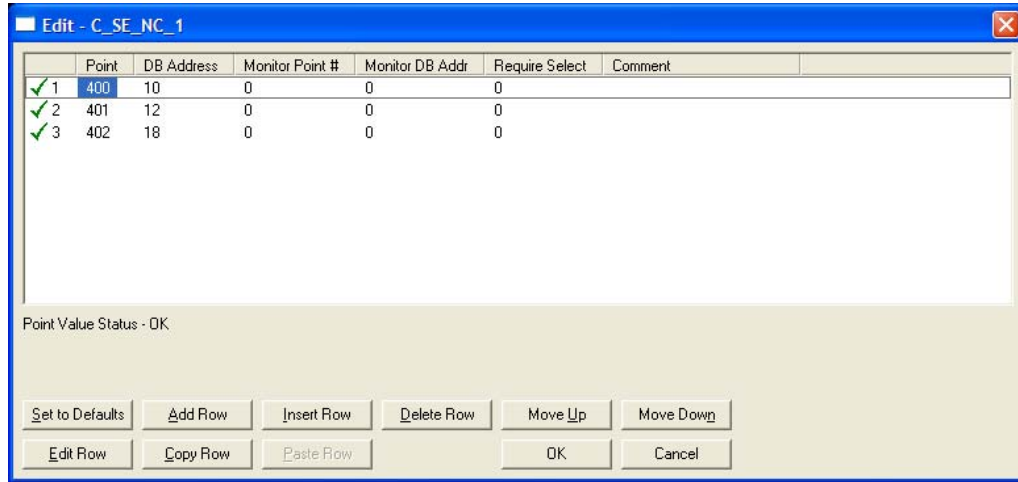 Edit - C_SE_NC_1
Point DB Address Monitor Point # Monitor DB Addr Require Select Comment
1 400 10 0 0 0
2 401 12 0 0 0
3 402 18 0 0 0
Point Value Status - OK
Set to Defaults Add Row Insert Row Delete Row Move Up Move Down
Edit Row Copy Row Paste Row OK Cancel